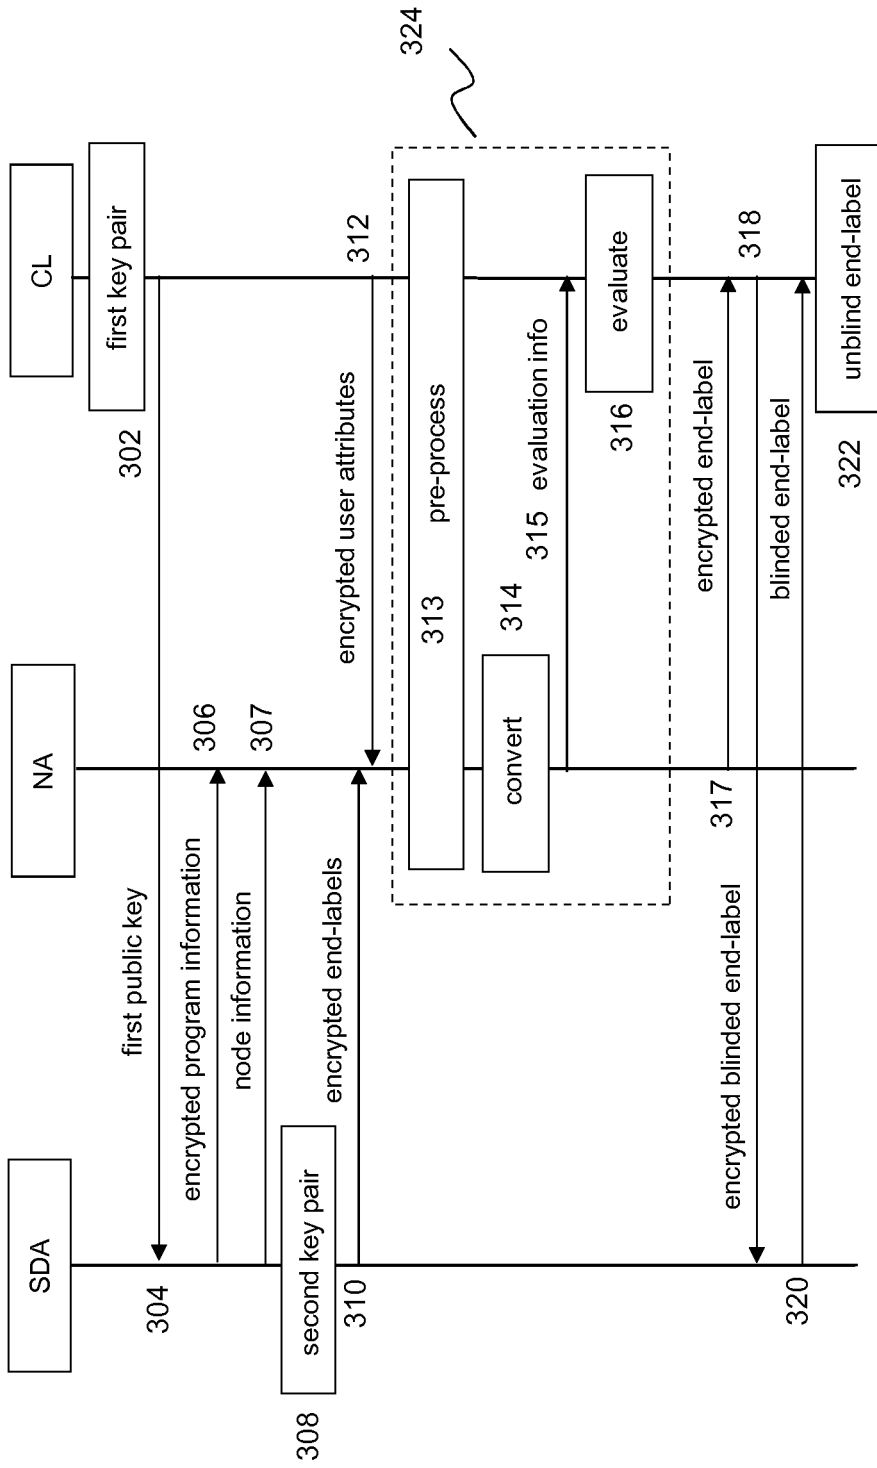 SDA
NA
CL
302
first key pair
304
first public key
encrypted program information
306
node information
307
308
second key pair
310
encrypted end-labels
encrypted user attributes
312
324
313
pre-process
convert
314
315
evaluation info
316
evaluate
317
encrypted end-label
encrypted blinded end-label
318
320
blinded end-label
322
unblind end-label